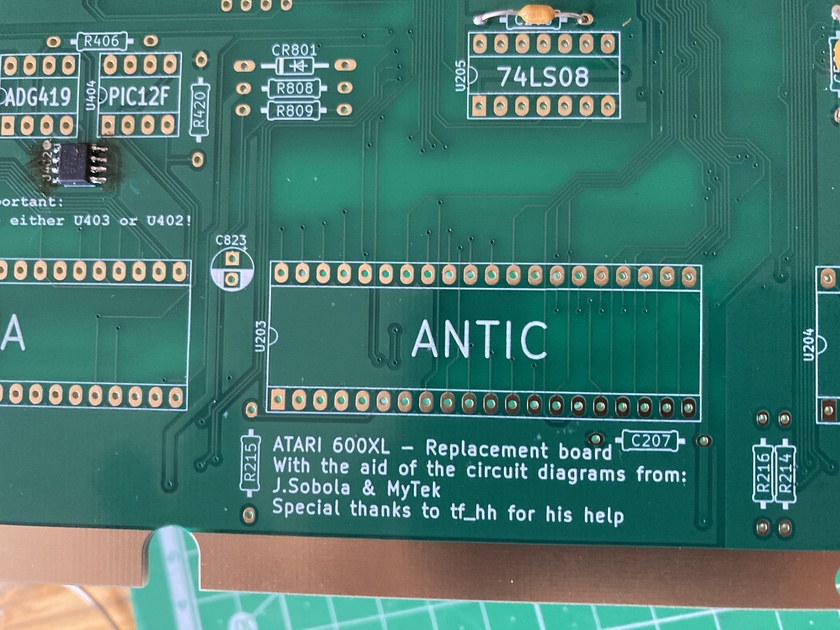 A
ortant:
either U403 or U402!
J402
ADG419
U404
PIC12F
R406
R420
C823
R215
U203
ATARI 600XL – Replacement board
With the aid of the circuit diagrams from:
J.Sobola & MyTek
Special thanks to tf_hh for his help
ANTIC
R809
R808
CR801
U205
74LS08
C207
R216
R214
U204